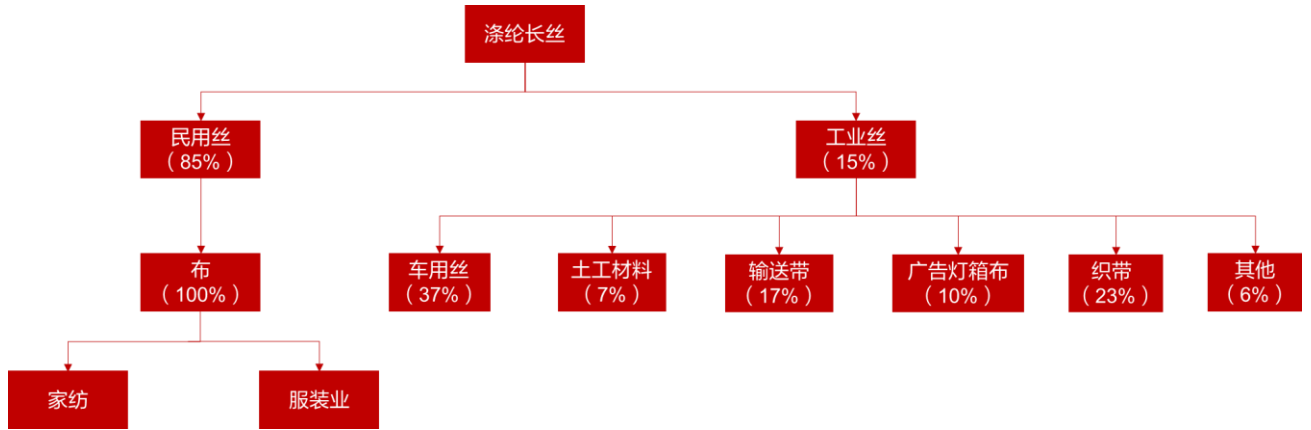 涤纶长丝
民用丝
（85%）
工业丝
（15%）
布
（100%）
车用丝
（37%）
土工材料
（7%）
输送带
（17%）
广告灯箱布
（10%）
织带
（23%）
其他
（6%）
家纺
服装业